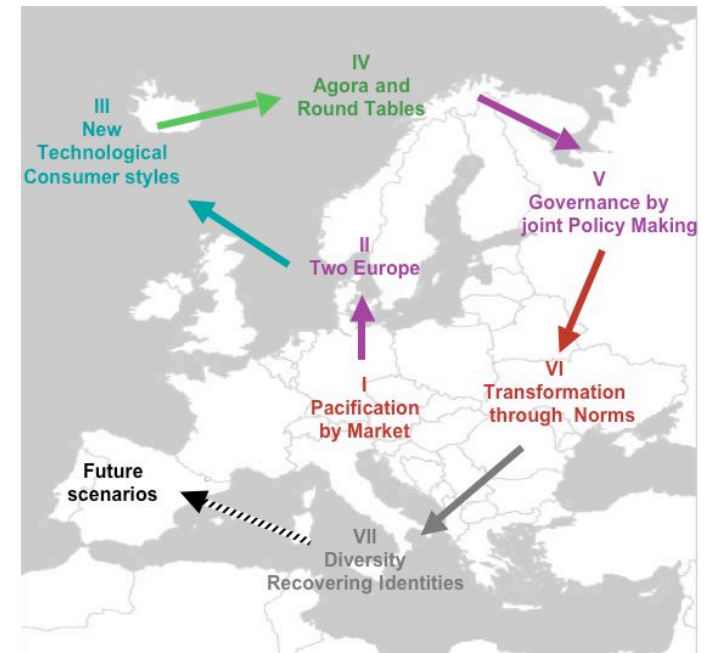 I
Pacification
by Market
II
Two Europe
III
New
Technological
Consumer styles
IV
Agora and
Round Tables
V
Governance by
joint Policy Making
VI
Transformation
through Norms
VII
Diversity
Recovering Identities
Future
scenarios